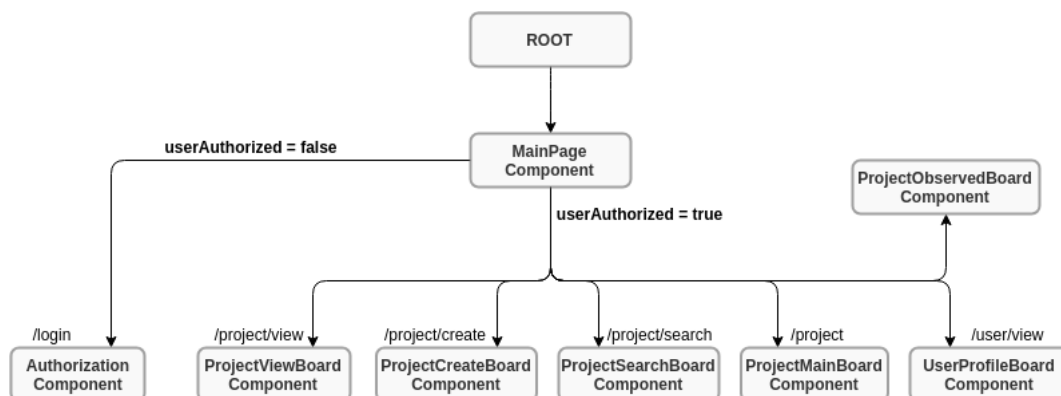 ROOT
MainPage
Component
userAuthorized = false
userAuthorized = true
ProjectObservedBoard
Component
/login
/project/view
/project/create
/project/search
/project
/user/view
Authorization
Component
ProjectViewBoard
Component
ProjectCreateBoard
Component
ProjectSearchBoard
Component
ProjectMainBoard
Component
UserProfileBoard
Component